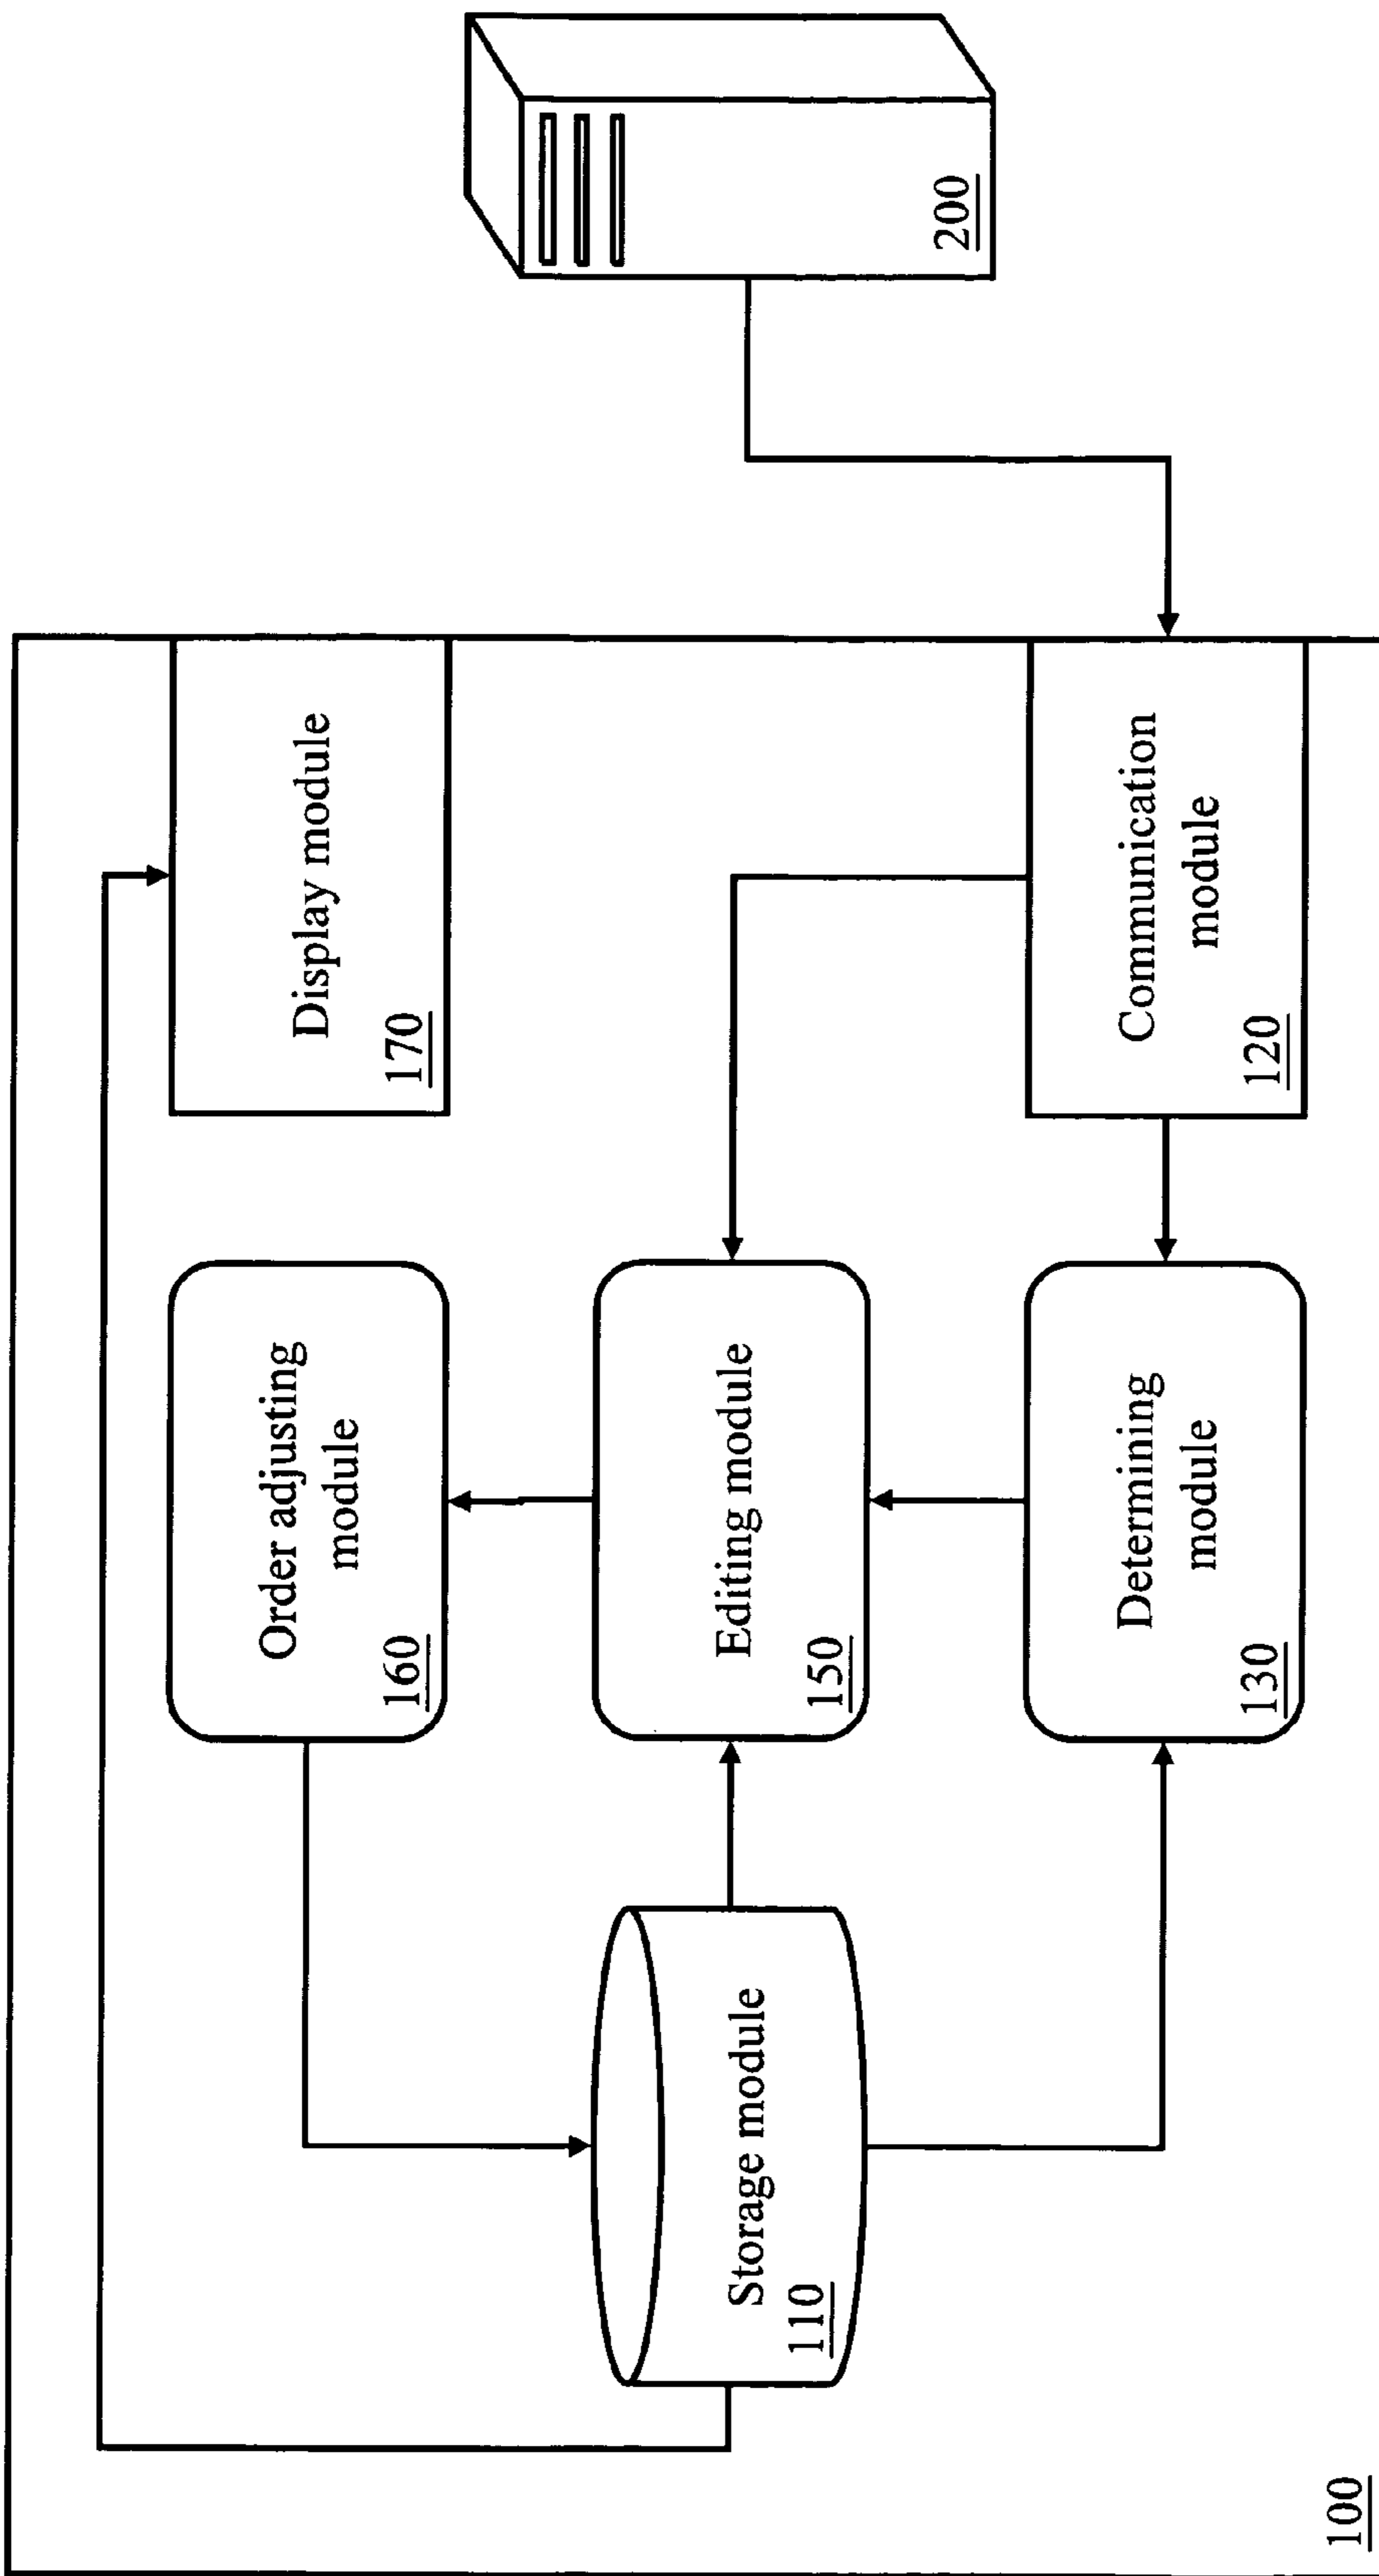 Order adjusting
module
160
Display module
170
200
Storage module
110
Editing module
150
Determining
module
130
Communication
module
120
100